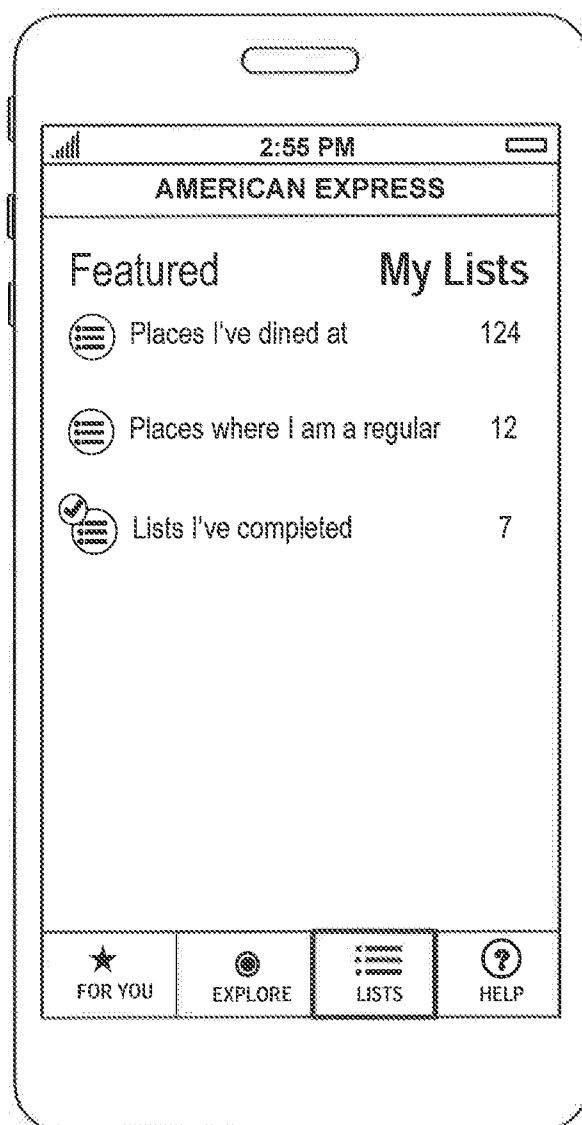 2:55 PM
AMERICAN EXPRESS
Featured My Lists
Places I've dined at 124
Places where I am a regular 12
Lists I've completed 7
FOR YOU EXPLORE LISTS HELP